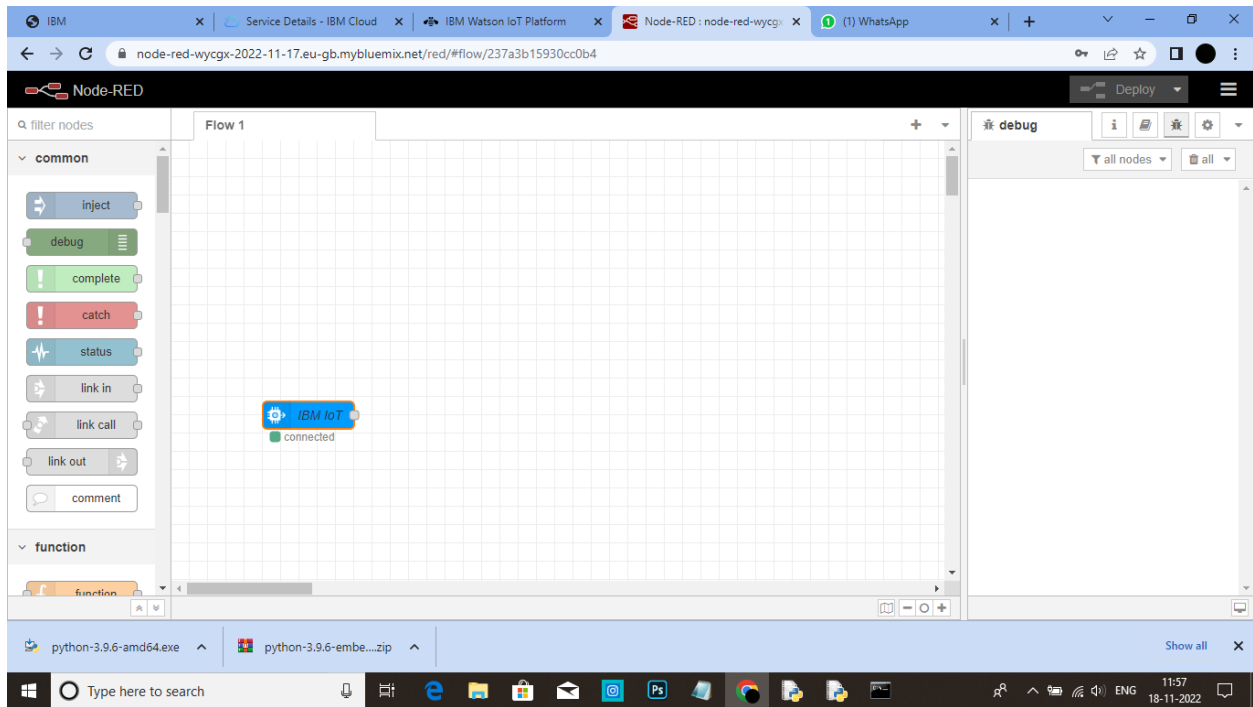 IBM
Service Details - IBM Cloud
IBM Watson IoT Platform
Node-RED : node-red-wycgx
(1) WhatsApp
node-red-wycgx-2022-11-17.eu-gb.mybluemix.net/red/#flow/237a3b15930cc0b4
Node-RED
Deploy
filter nodes
Flow 1
debug
i
common
all nodes
all
inject
debug
complete
catch
status
link in
link call
link out
comment
IBM IoT
connected
function
function
python-3.9.6-amd64.exe
python-3.9.6-embe....zip
Show all
Type here to search
Ps
ENG
11:57
18-11-2022